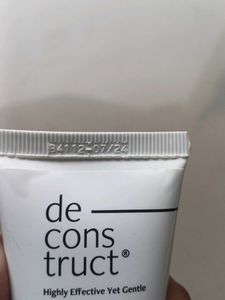 B4112-07/24
de
cons
truct®
Highly Effective Yet Gentle